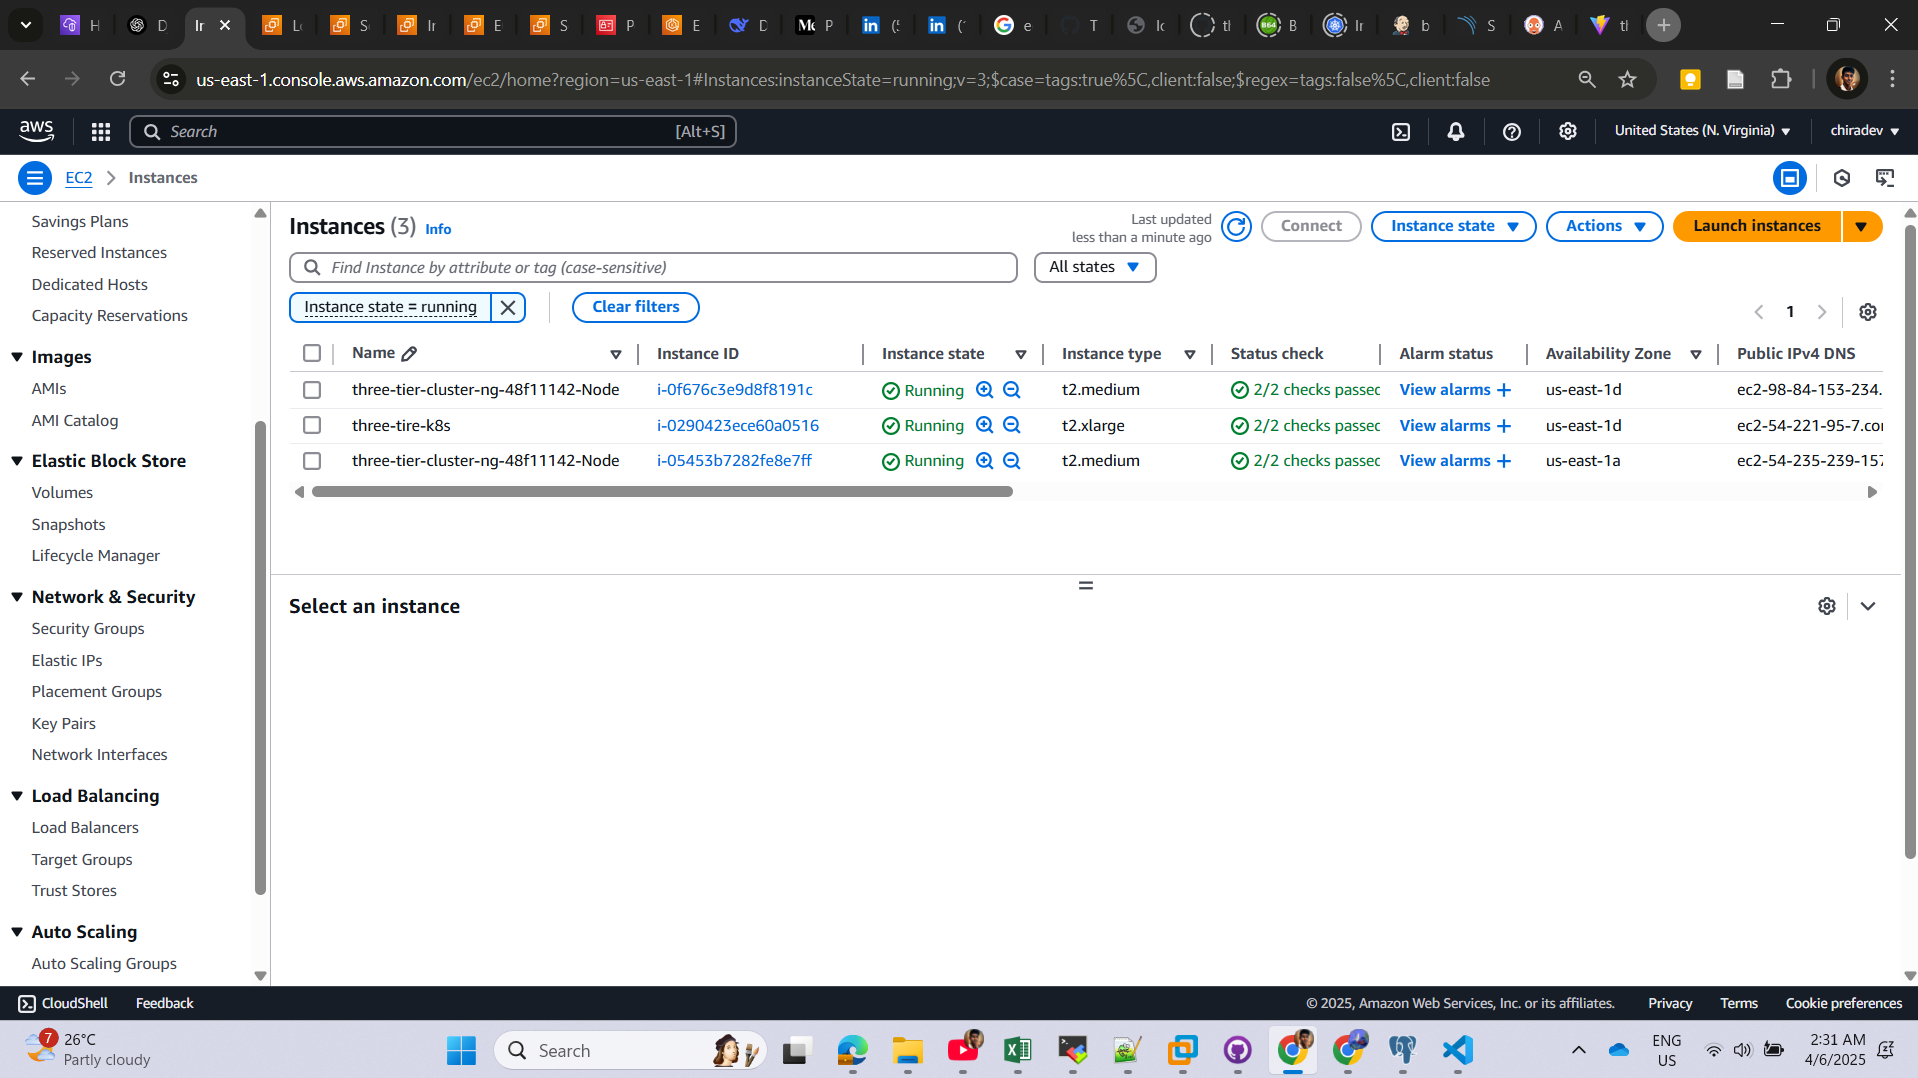 H
D
Ir
Lo
S
Ir
E
S
P
E
D
P
e
T
Ic
tl
B
Ir
b
S
A
tl
us-east-1.console.aws.amazon.com/ec2/home?region=us-east-1#Instances:instanceState=running;v=3;$case=tags:true%5C,client:false;$regex=tags:false%5C,client:false
aws
Search
[Alt+S]
United States (N. Virginia)
chiradev
EC2
Instances
Savings Plans
Reserved Instances
Dedicated Hosts
Capacity Reservations
Images
AMIs
AMI Catalog
Elastic Block Store
Volumes
Snapshots
Lifecycle Manager
Network & Security
Security Groups
Elastic IPs
Placement Groups
Key Pairs
Network Interfaces
Load Balancing
Load Balancers
Target Groups
Trust Stores
Auto Scaling
Auto Scaling Groups
Instances (3) Info
Last updated
less than a minute ago
Connect
Instance state
Actions
Launch instances
Find Instance by attribute or tag (case-sensitive)
All states
Instance state = running
Clear filters
1
Name Instance ID Instance state Instance type Status check Alarm status Availability Zone Public IPv4 DNS
three-tier-cluster-ng-48f11142-Node i-0f676c3e9d8f8191c Running t2.medium 2/2 checks passec View alarms + us-east-1d ec2-98-84-153-234.
three-tire-k8s i-0290423ece60a0516 Running t2.xlarge 2/2 checks passec View alarms + us-east-1d ec2-54-221-95-7.coı
three-tier-cluster-ng-48f11142-Node i-05453b7282fe8e7ff Running t2.medium 2/2 checks passec View alarms + us-east-1a ec2-54-235-239-157
Select an instance
CloudShell
Feedback
© 2025, Amazon Web Services, Inc. or its affiliates.
Privacy
Terms
Cookie preferences
7
26°C
Partly cloudy
Search
ENG
US
2:31 AM
4/6/2025